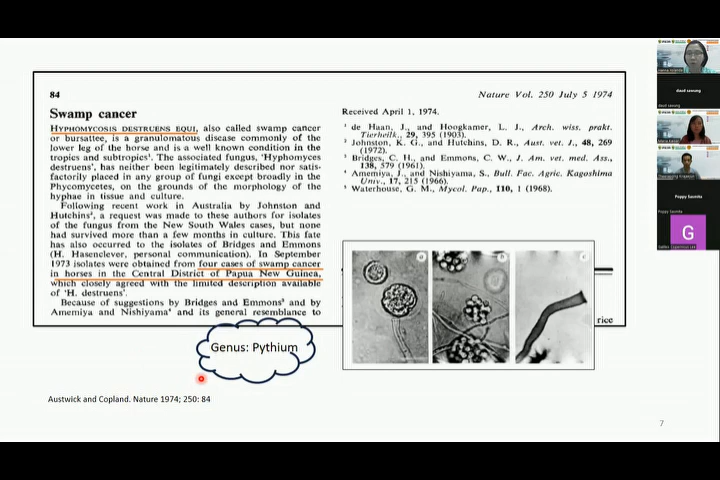 84
Nature Vol. 250 July 5 1974
Swamp cancer
HYPHOMYCOSIS DESTRUENS EQUI, also called swamp cancer
or bursattee, is a granulomatous disease commonly of the
lower leg of the horse and is a well known condition in the
tropics and subtropics¹. The associated fungus, 'Hyphomyces
destruens', has neither been legitimately described nor satis-
factorily placed in any group of fungi except broadly in the
Phycomycetes, on the grounds of the morphology of the
hyphae in tissue and culture.
Following recent work in Australia by Johnston and
Hutchins², a request was made to these authors for isolates
of the fungus from the New South Wales cases, but none
had survived more than a few months in culture. This fate
has also occurred to the isolates of Bridges and Emmons
(H. Hasenclever, personal communication). In September
1973 isolates were obtained from four cases of swamp cancer
in horses in the Central District of Papua New Guinea,
which closely agreed with the limited description available
of 'H. destruens'.
Because of suggestions by Bridges and Emmons³ and by
Amemiya and Nishiyama⁴ and its general resemblance to
Received April 1, 1974.
¹ de Haan, J., and Hoogkamer, L. J., Arch. wiss. prakt.
Tierheilk., 29, 395 (1903).
² Johnston, K. G., and Hutchins, D. R., Aust. vet. J., 48, 269
(1972).
³ Bridges, C. H., and Emmons, C. W., J. Am. vet. med. Ass.,
138, 579 (1961).
⁴ Amemiya, J., and Nishiyama, S., Bull. Fac. Agric. Kagoshima
Univ., 17, 215 (1966).
⁵ Waterhouse, G. M., Mycol. Pap., 110, 1 (1968).
a
b
c
rice
Genus: Pythium
Austwick and Copland. Nature 1974; 250: 84
7
Poppy Saunita
Poppy Saunita
G